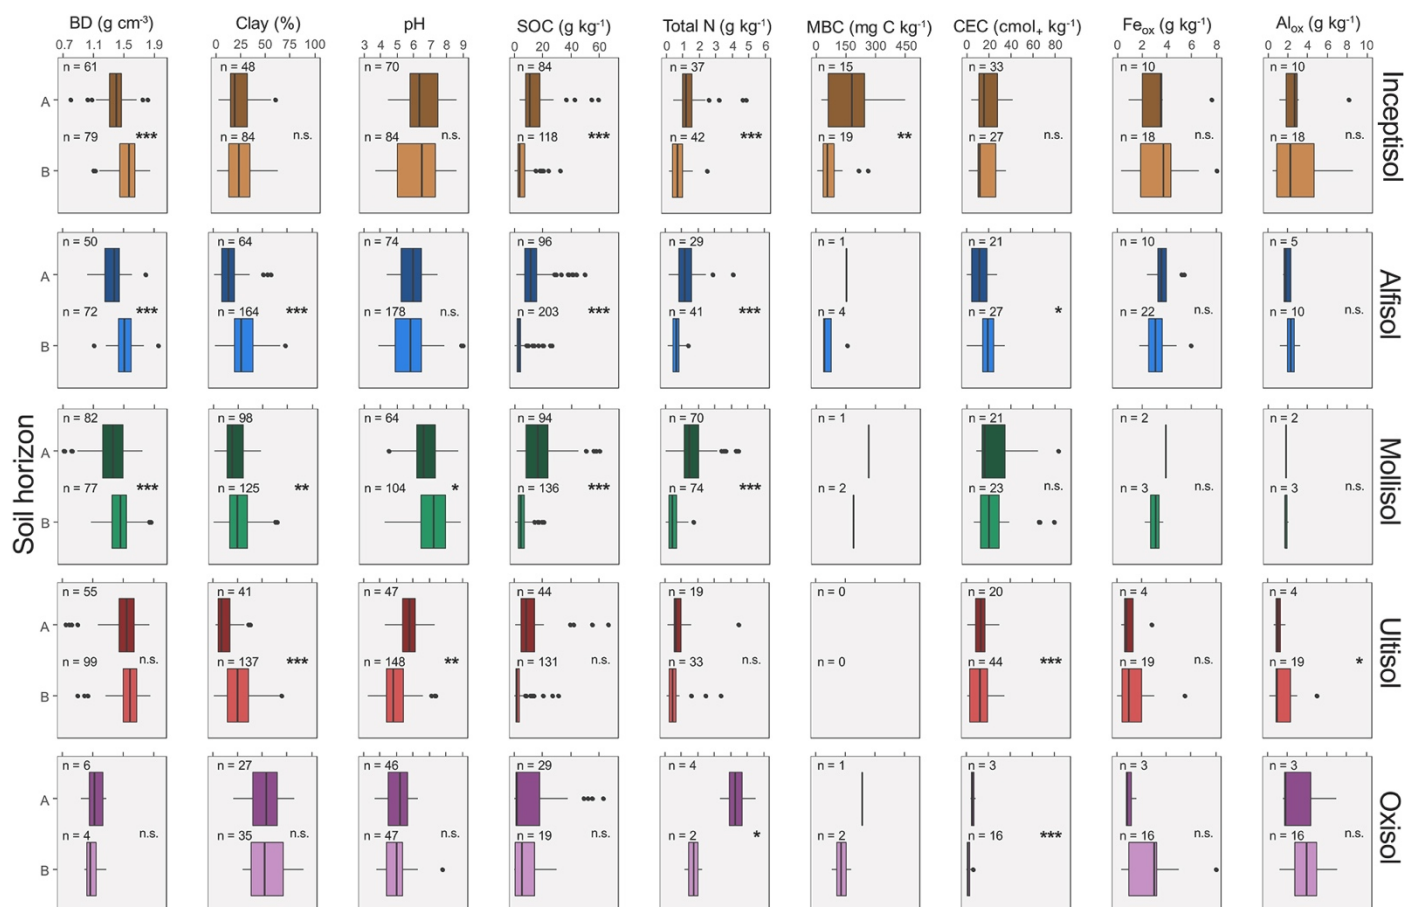 BD (g cm⁻³) Clay (%) pH SOC (g kg⁻¹) Total N (g kg⁻¹) MBC (mg C kg⁻¹) CEC (cmol₊ kg⁻¹) Feₒₓ (g kg⁻¹) Alₒₓ (g kg⁻¹)
0.7 1.1 1.5 1.9 0 25 50 75 100 3 4 5 6 7 8 9 0 20 40 60 0 1 2 3 4 5 6 0 150 300 450 0 20 40 60 80 0 2 4 6 8 0 2 4 6 8 10
n = 61 n = 48 n = 70 n = 84 n = 37 n = 15 n = 33 n = 10 n = 10
A
n = 79 *** n = 84 n.s. n = 84 n.s. n = 118 *** n = 42 *** n = 19 ** n = 27 n.s. n = 18 n.s. n = 18 n.s.
B
Inceptisol
n = 50 n = 64 n = 74 n = 96 n = 29 n = 1 n = 21 n = 10 n = 5
A
n = 72 *** n = 164 *** n = 178 n.s. n = 203 *** n = 41 *** n = 4 n = 27 * n = 22 n.s. n = 10 n.s.
B
Alfisol
Soil horizon
n = 82 n = 98 n = 64 n = 94 n = 70 n = 1 n = 21 n = 2 n = 2
A
n = 77 *** n = 125 ** n = 104 * n = 136 *** n = 74 *** n = 2 n = 23 n.s. n = 3 n.s. n = 3 n.s.
B
Mollisol
n = 55 n = 41 n = 47 n = 44 n = 19 n = 0 n = 20 n = 4 n = 4
A
n = 99 n.s. n = 137 *** n = 148 ** n = 131 n.s. n = 33 n.s. n = 0 n = 44 *** n = 19 n.s. n = 19 *
B
Ultisol
n = 6 n = 27 n = 46 n = 29 n = 4 n = 1 n = 3 n = 3 n = 3
A
n = 4 n.s. n = 35 n.s. n = 47 n.s. n = 19 n.s. n = 2 * n = 2 n = 16 *** n = 16 n.s. n = 16 n.s.
B
Oxisol